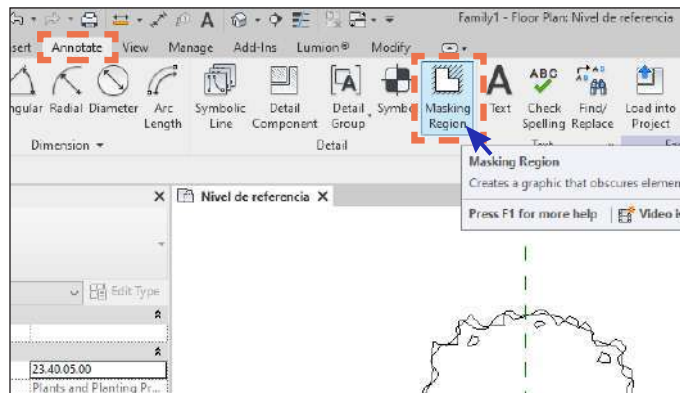 Family1 - Floor Plan: Nivel de referencia
sert Annotate View Manage Add-Ins Lumion® Modify
ngular Radial Diameter Arc Length Symbolic Line Detail Component Detail Group Symbo Masking Region Text Check Spelling Find/ Replace Load into Project
Dimension Detail Text
Masking Region
Creates a graphic that obscures elemen
Press F1 for more help Video is
Nivel de referencia
Edit Type
23.40.05.00
Plants and Planting Pr...